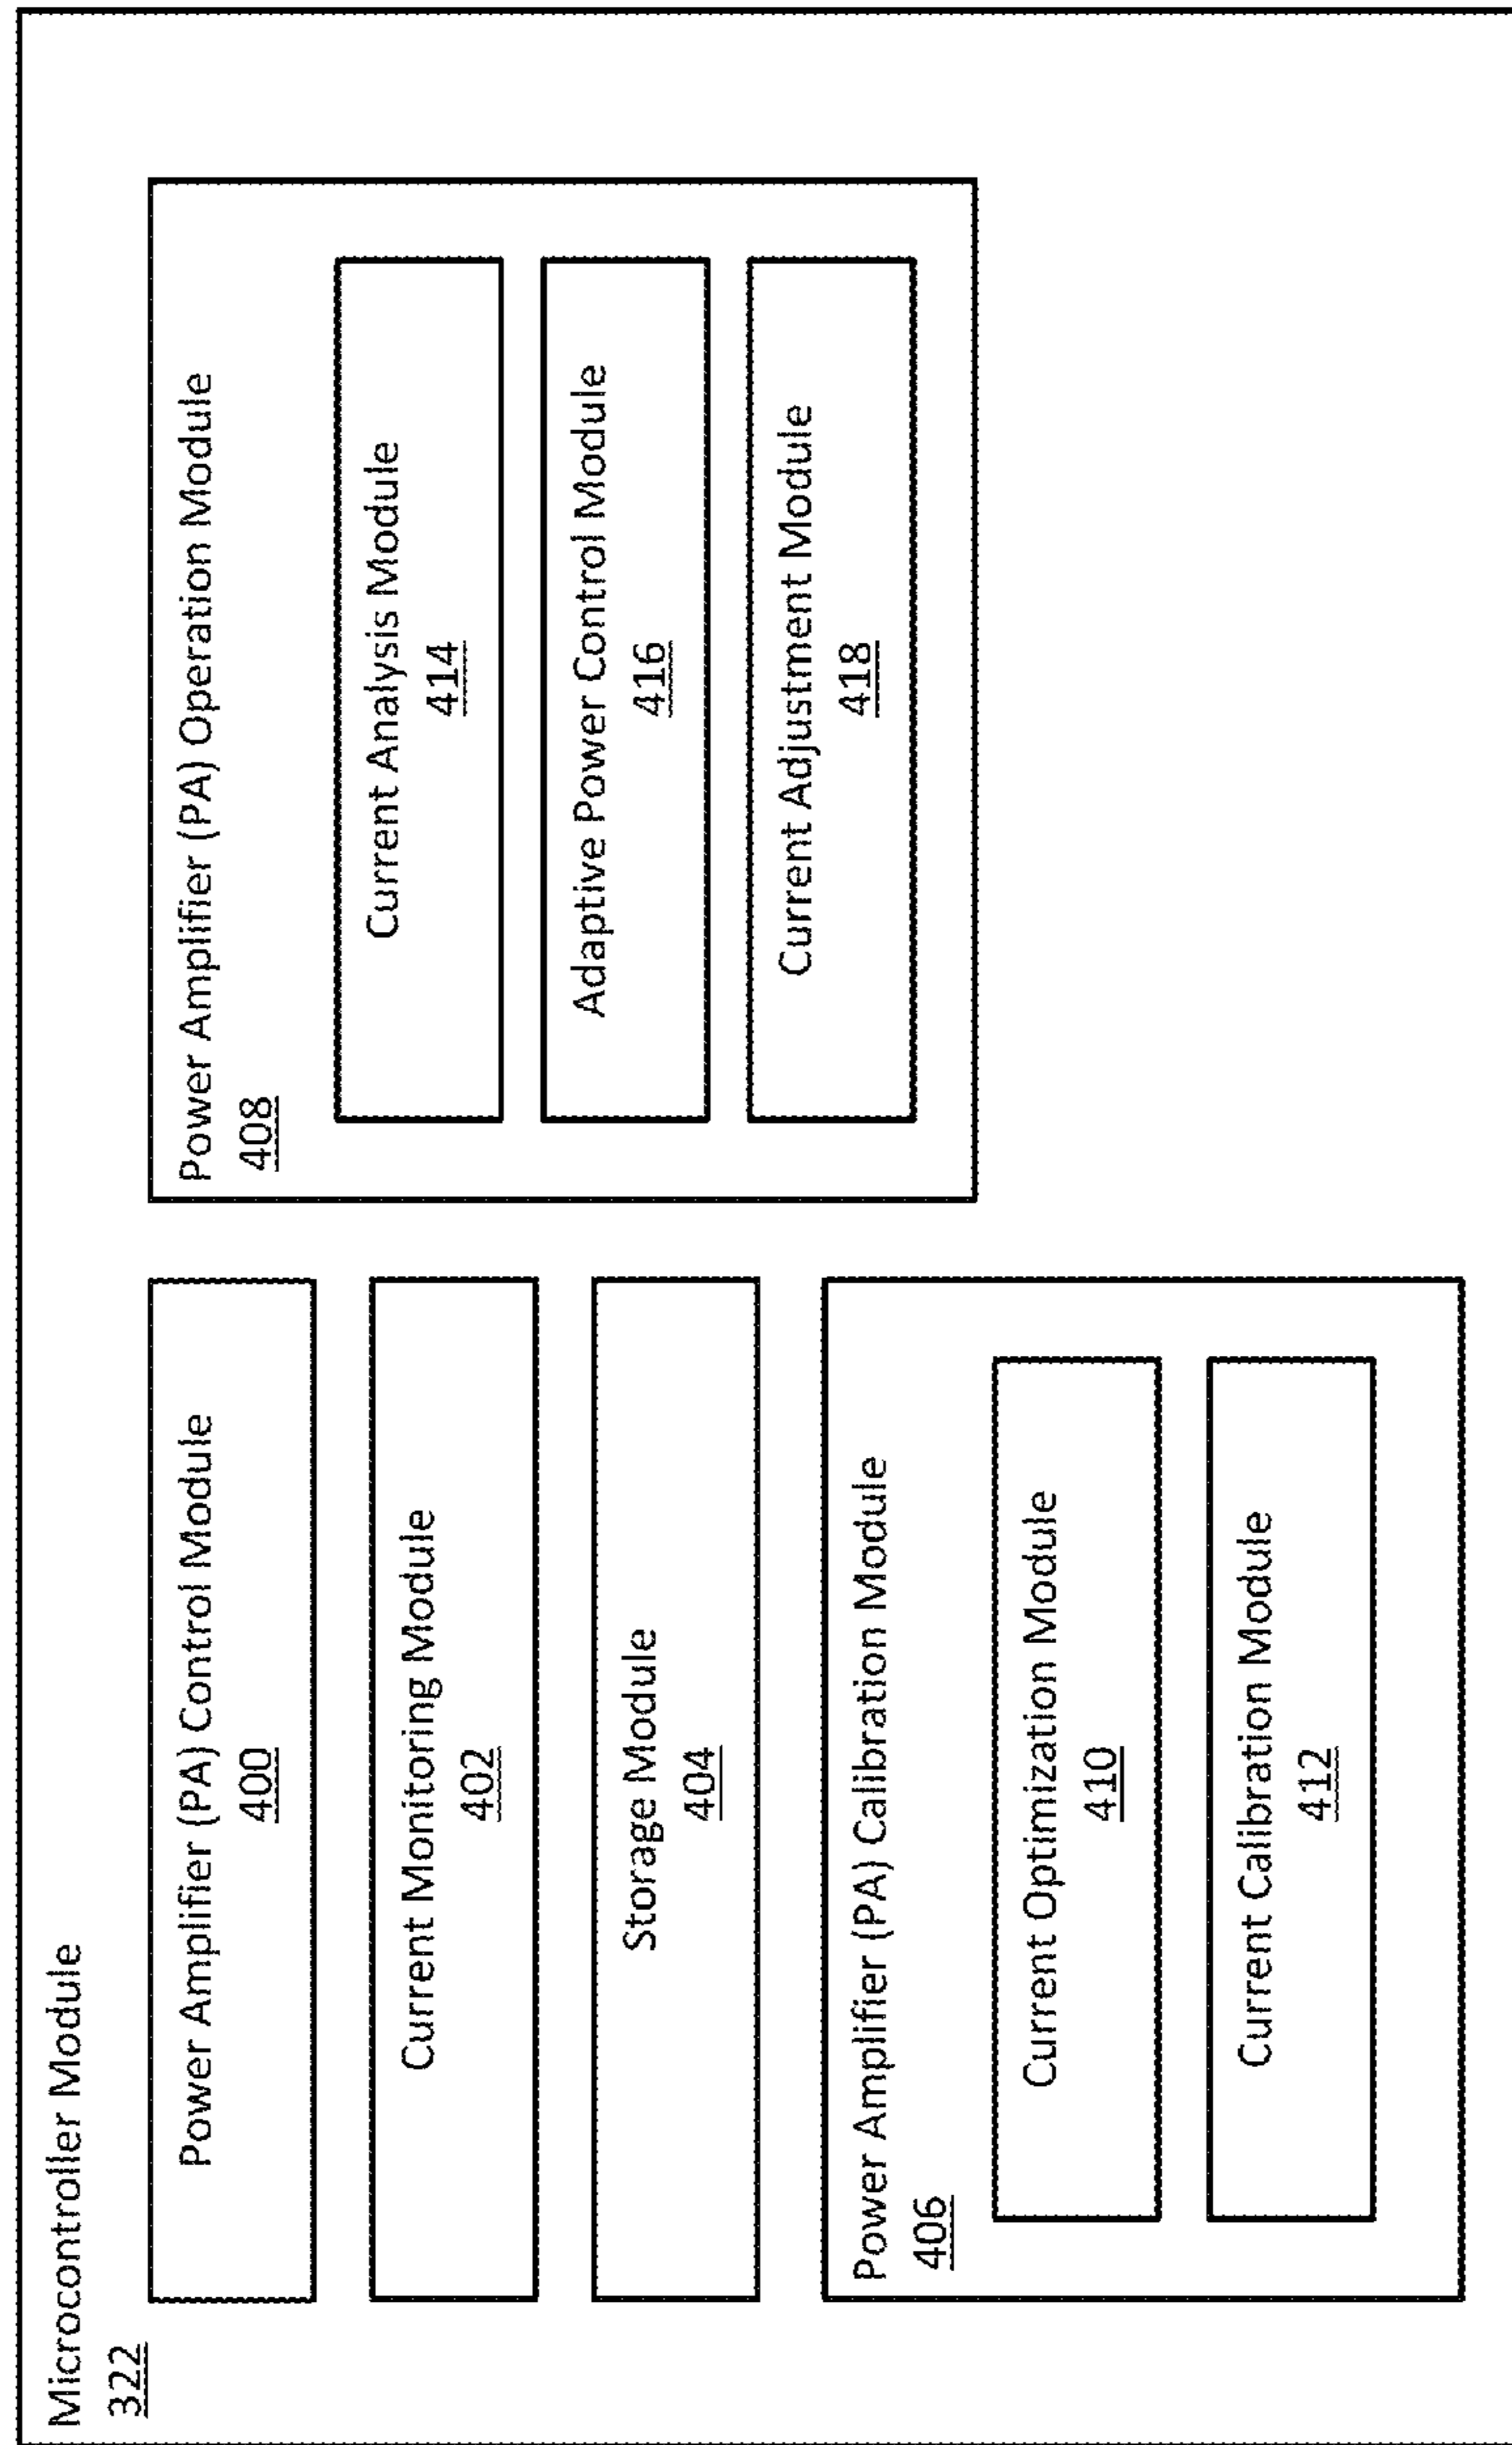 Microcontroller Module
322
Power Amplifier (PA) Control Module
400
Current Monitoring Module
402
Storage Module
404
Power Amplifier (PA) Calibration Module
406
Current Optimization Module
410
Current Calibration Module
412
Power Amplifier (PA) Operation Module
408
Current Analysis Module
414
Adaptive Power Control Module
416
Current Adjustment Module
418